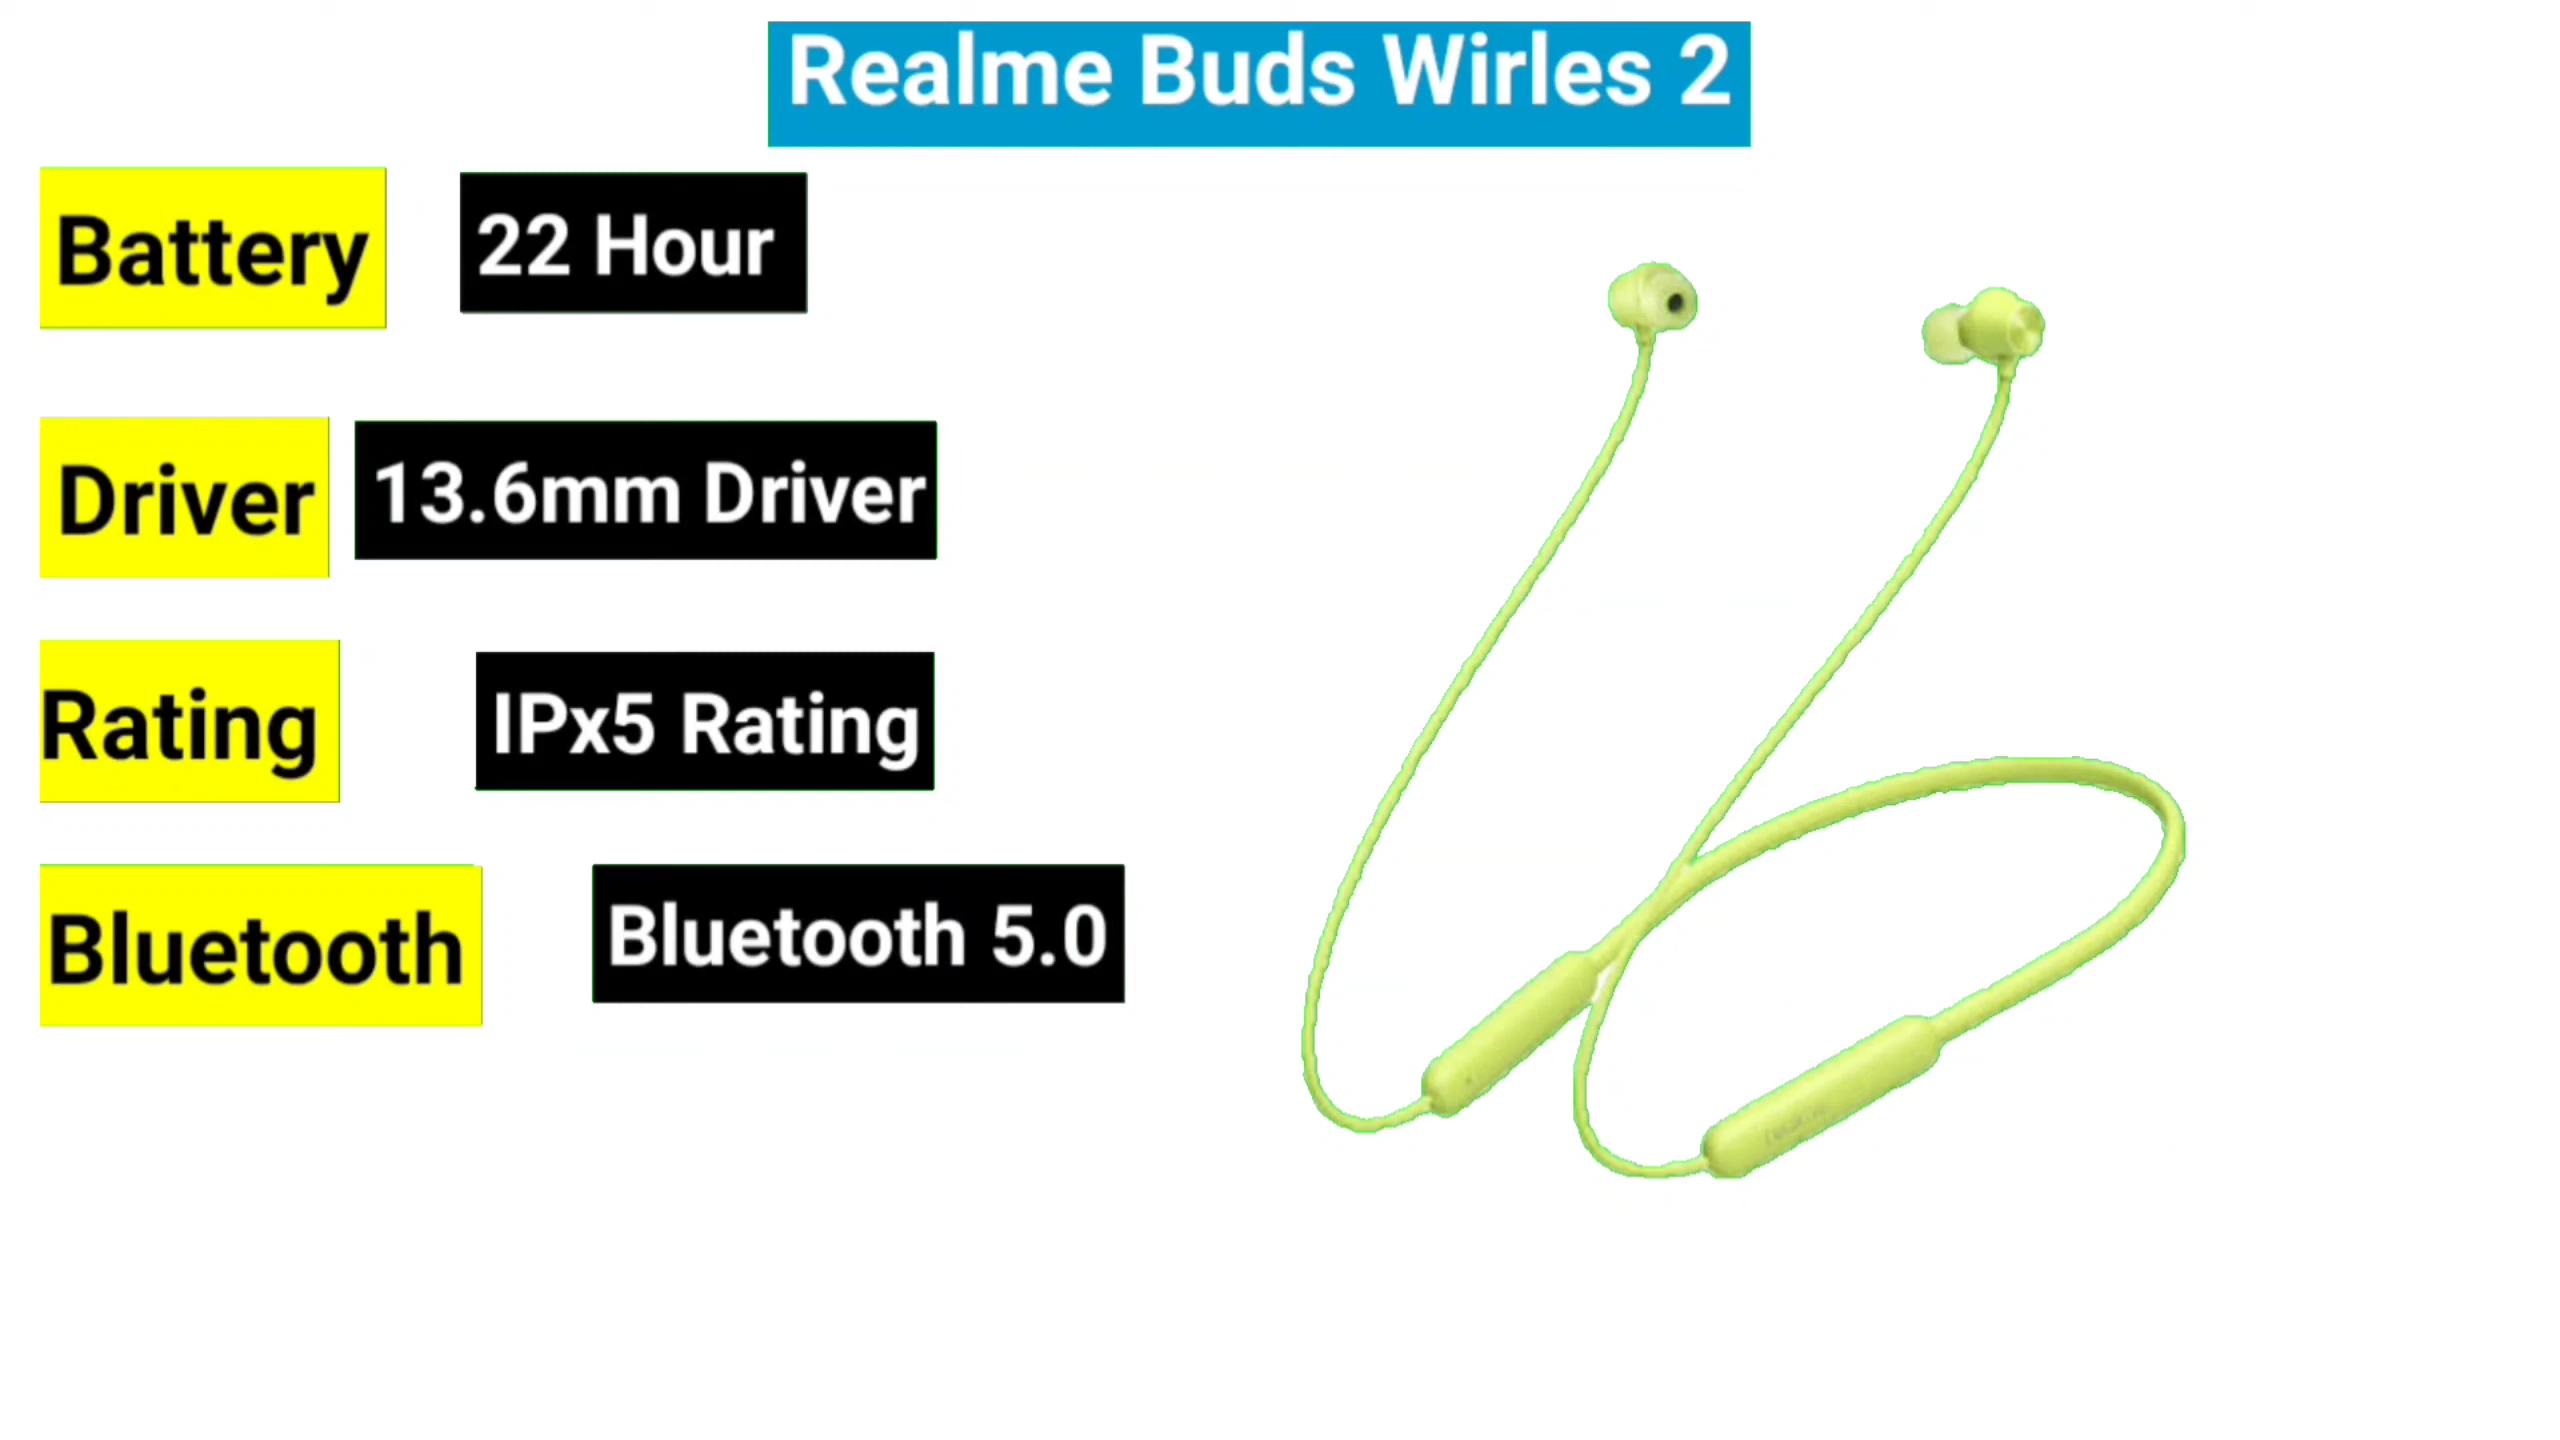 Realme Buds Wirles 2
Battery 22 Hour
Driver 13.6mm Driver
Rating IPx5 Rating
Bluetooth Bluetooth 5.0